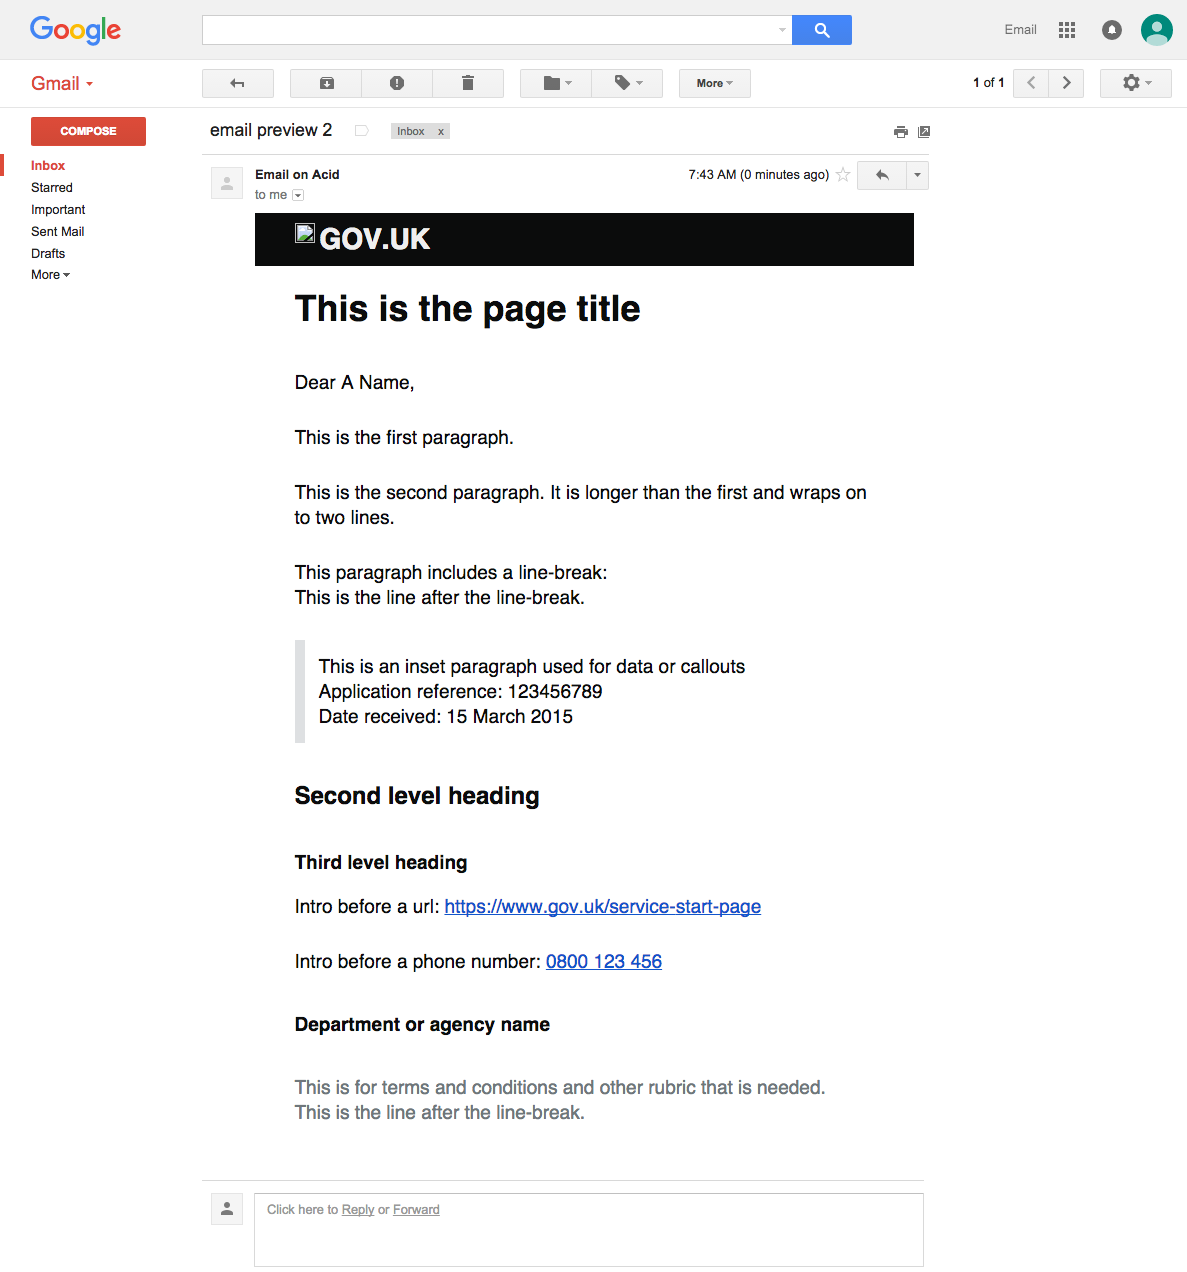 Google
Email
Gmail
More
1 of 1
COMPOSE
email preview 2
Inbox x
Inbox
Starred
Important
Sent Mail
Drafts
More
Email on Acid
7:43 AM (0 minutes ago)
to me
GOV.UK
This is the page title
Dear A Name,
This is the first paragraph.
This is the second paragraph. It is longer than the first and wraps on
to two lines.
This paragraph includes a line-break:
This is the line after the line-break.
This is an inset paragraph used for data or callouts
Application reference: 123456789
Date received: 15 March 2015
Second level heading
Third level heading
Intro before a url: https://www.gov.uk/service-start-page
Intro before a phone number: 0800 123 456
Department or agency name
This is for terms and conditions and other rubric that is needed.
This is the line after the line-break.
Click here to Reply or Forward